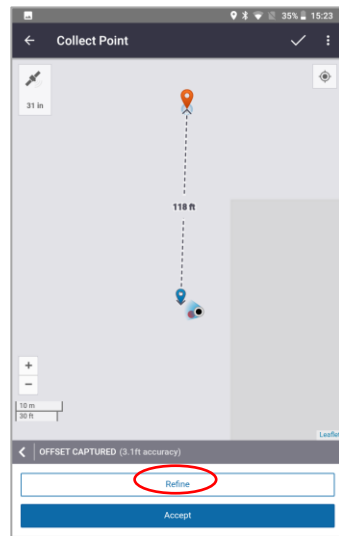 35% 15:23
Collect Point
31 in
118 ft
+
−
10 m
30 ft
Leaflet
OFFSET CAPTURED (3.1ft accuracy)
Refine
Accept